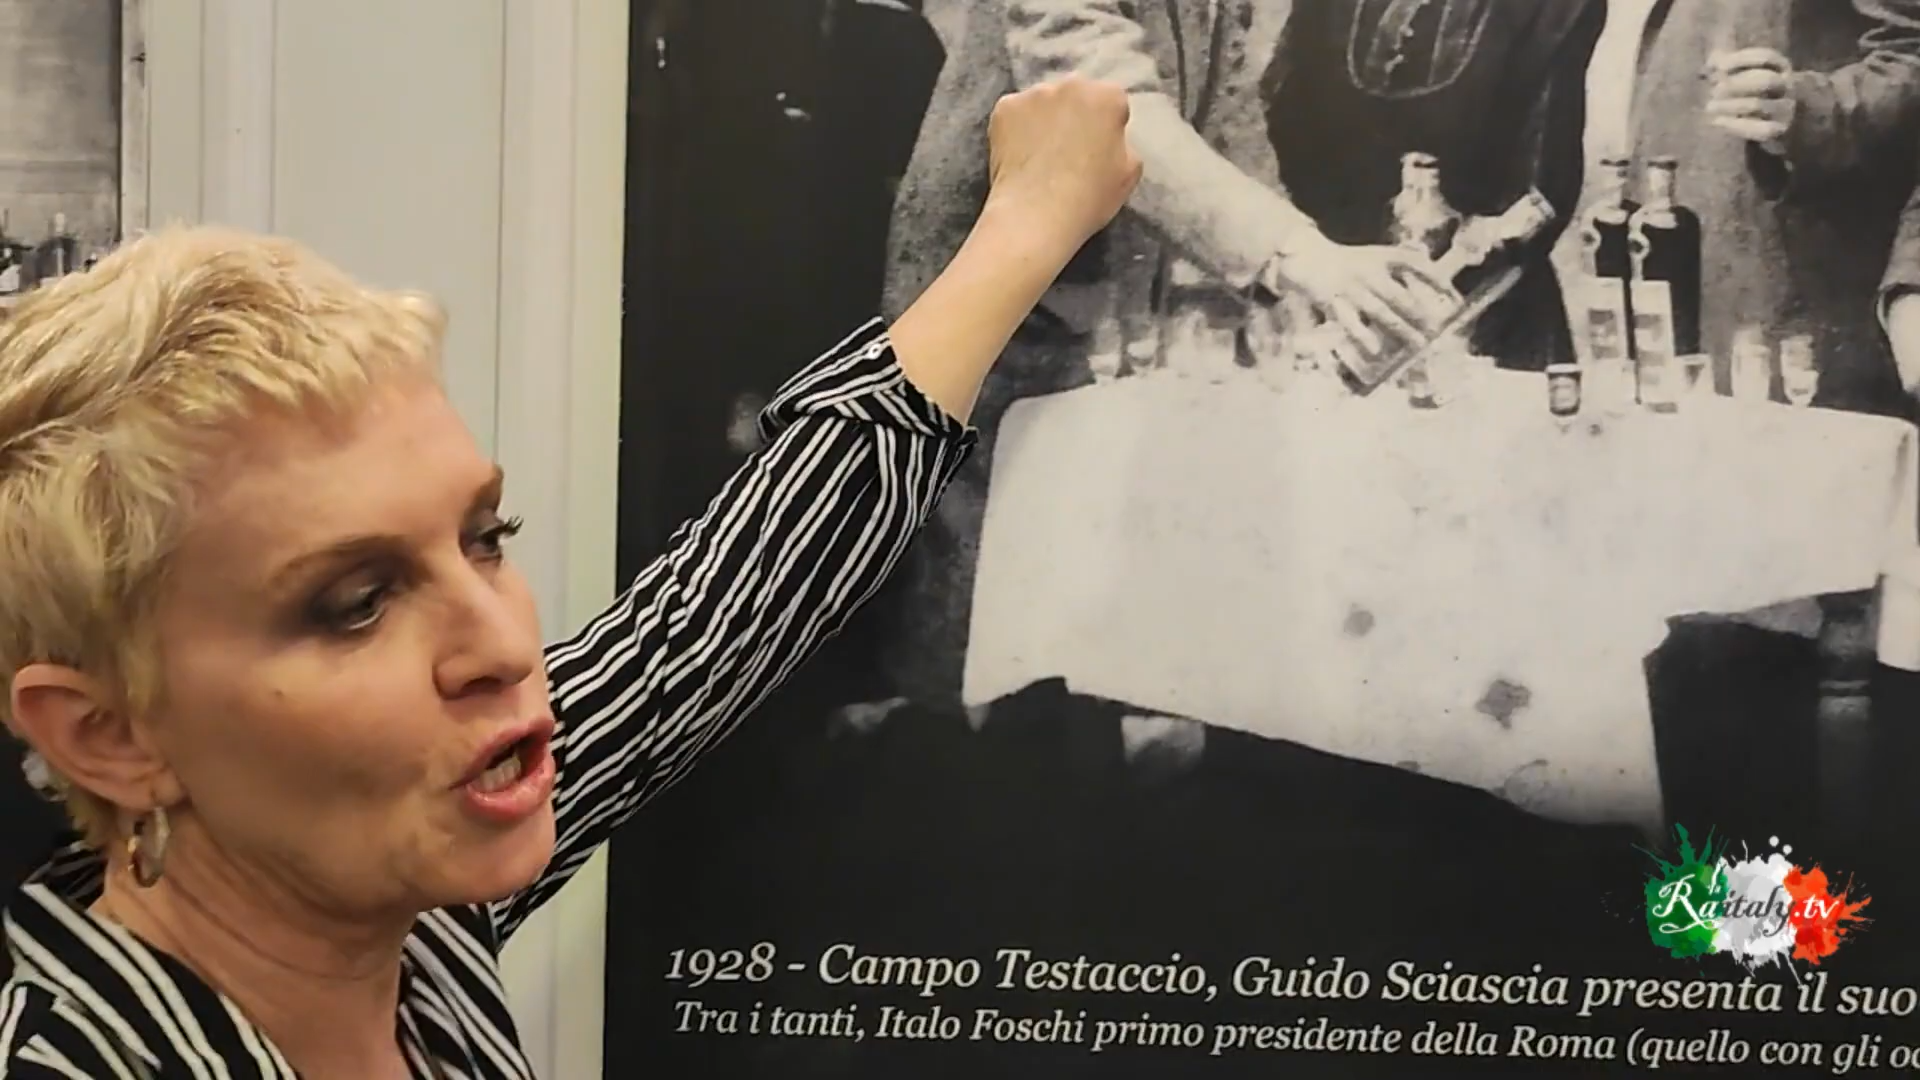 Raitaly.tv
1928 - Campo Testaccio, Guido Sciascia presenta il suo
Tra i tanti, Italo Foschi primo presidente della Roma (quello con gli oc